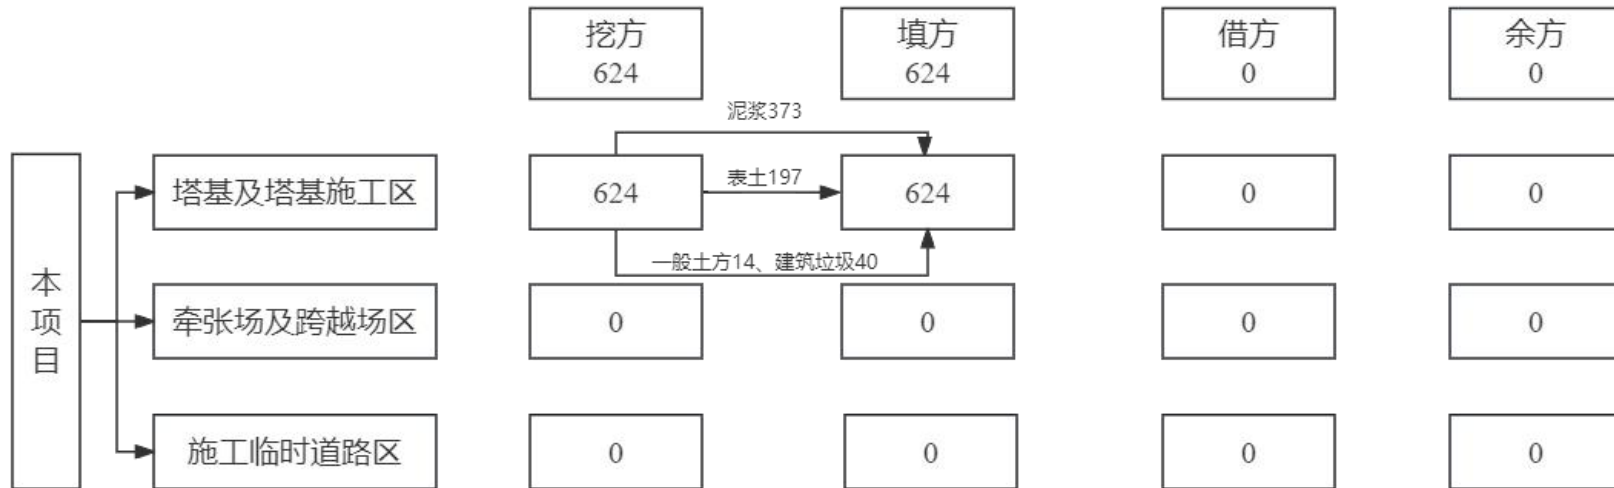 挖方
624
填方
624
借方
0
余方
0
泥浆373
塔基及塔基施工区
624
表土197
624
0
0
一般土方14、建筑垃圾40
本项目
牵张场及跨越场区
0
0
0
0
施工临时道路区
0
0
0
0